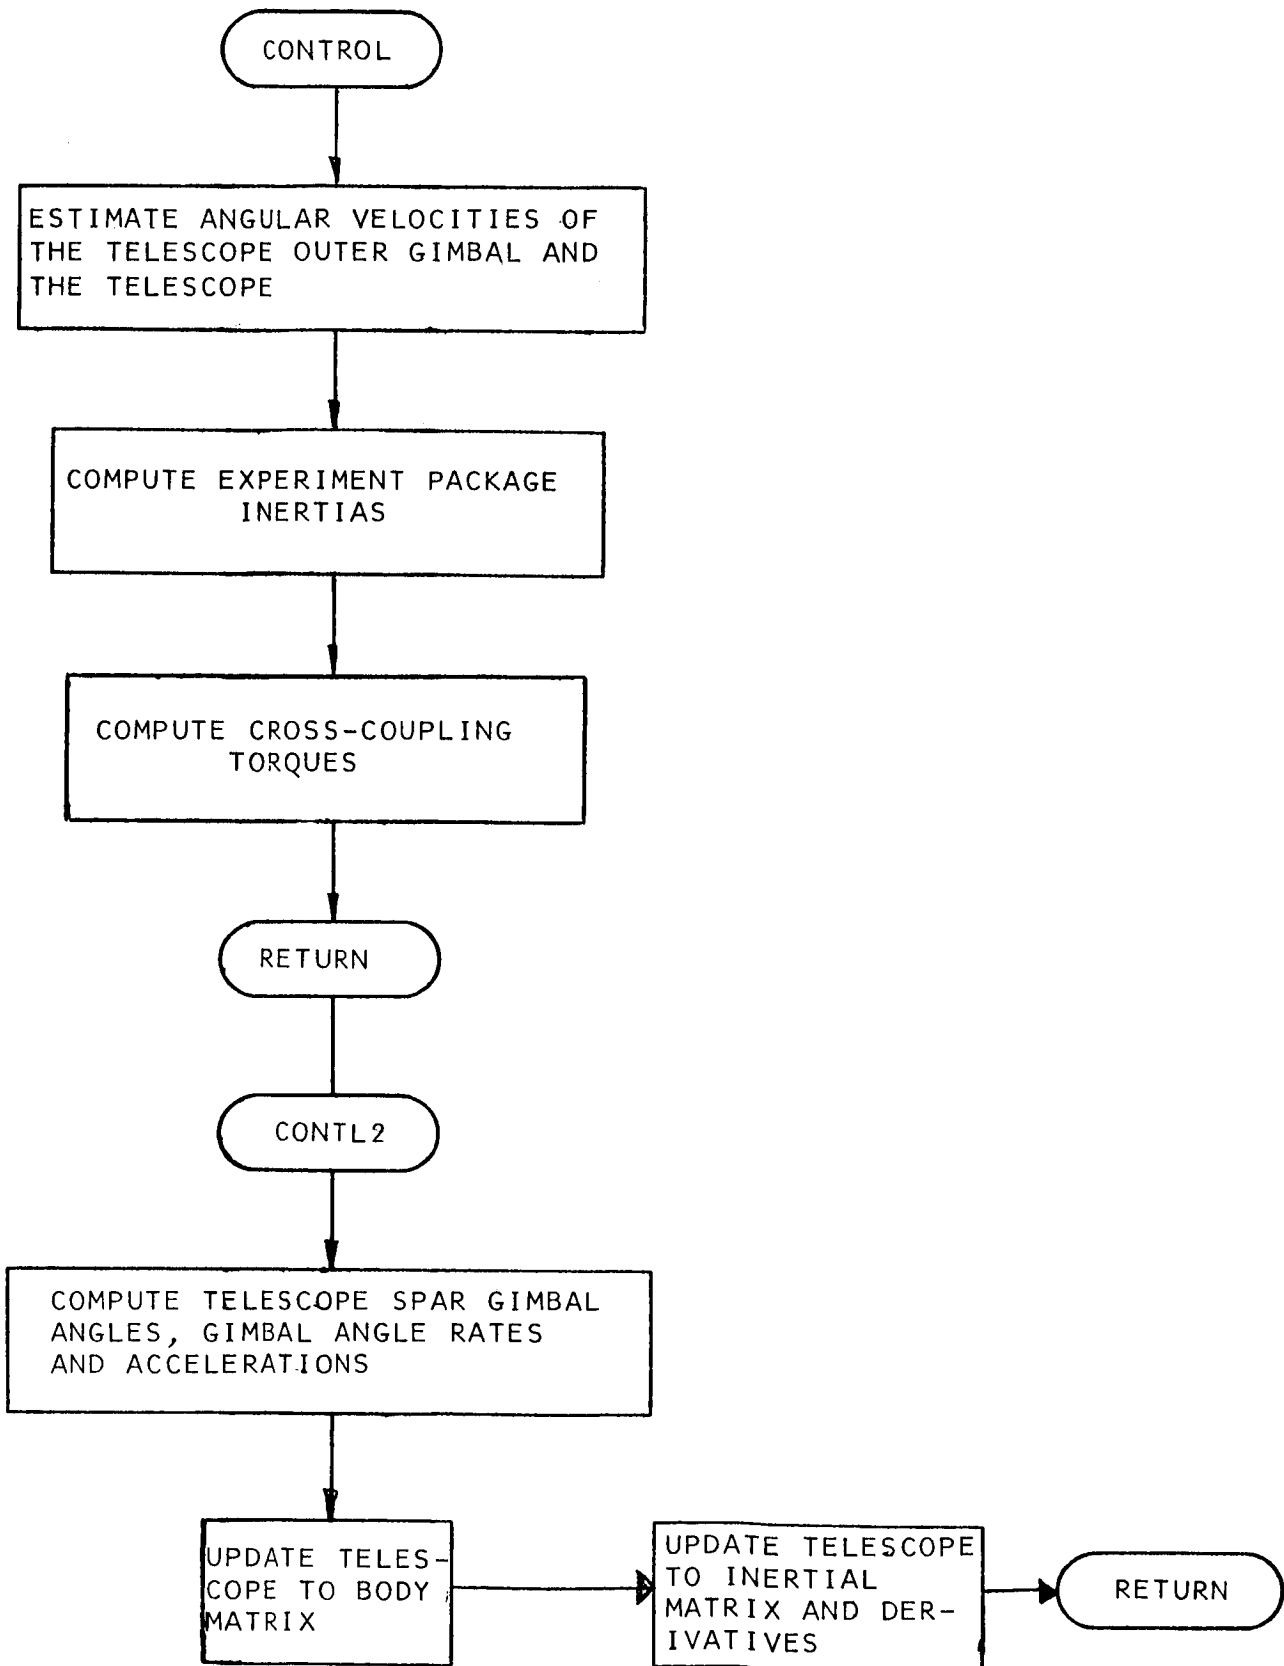 CONTROL
ESTIMATE ANGULAR VELOCITIES OF
THE TELESCOPE OUTER GIMBAL AND
THE TELESCOPE
COMPUTE EXPERIMENT PACKAGE
INERTIAS
COMPUTE CROSS-COUPLING
TORQUES
RETURN
CONTL2
COMPUTE TELESCOPE SPAR GIMBAL
ANGLES, GIMBAL ANGLE RATES
AND ACCELERATIONS
UPDATE TELES-
COPE TO BODY
MATRIX
UPDATE TELESCOPE
TO INERTIAL
MATRIX AND DER-
IVATIVES
RETURN